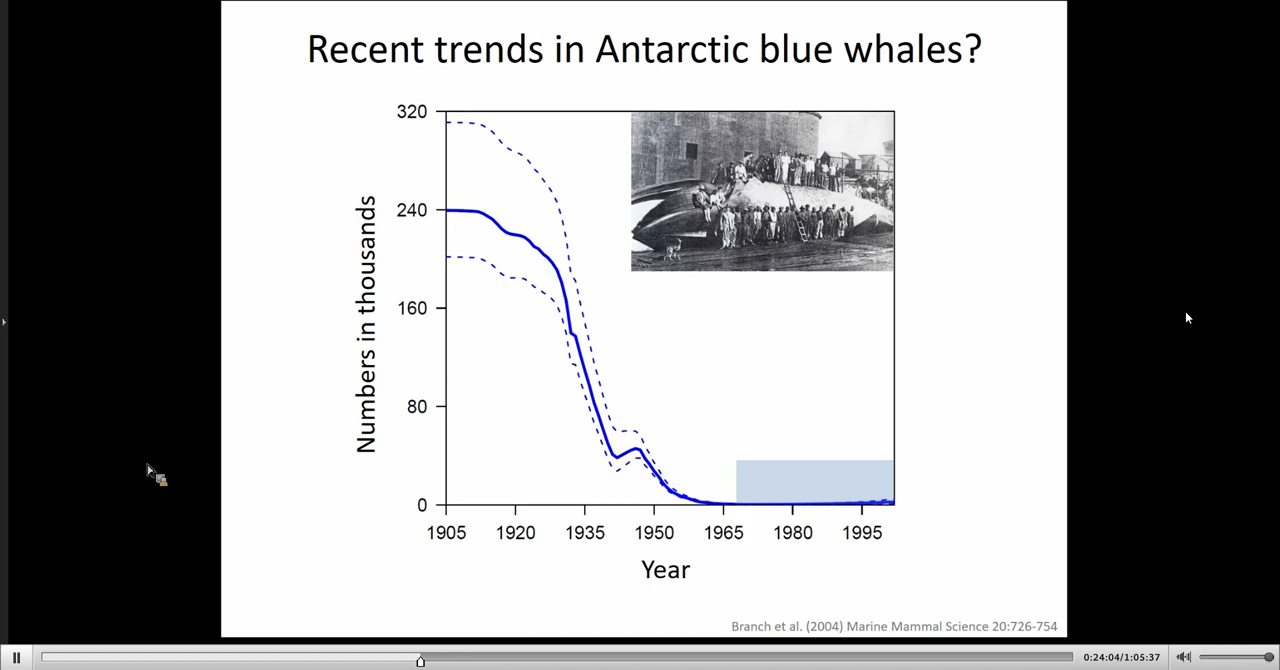 Recent trends in Antarctic blue whales?
320
240
160
80
0
Numbers in thousands
1905 1920 1935 1950 1965 1980 1995
Year
Branch et al. (2004) Marine Mammal Science 20:726-754
0:24:04/1:05:37